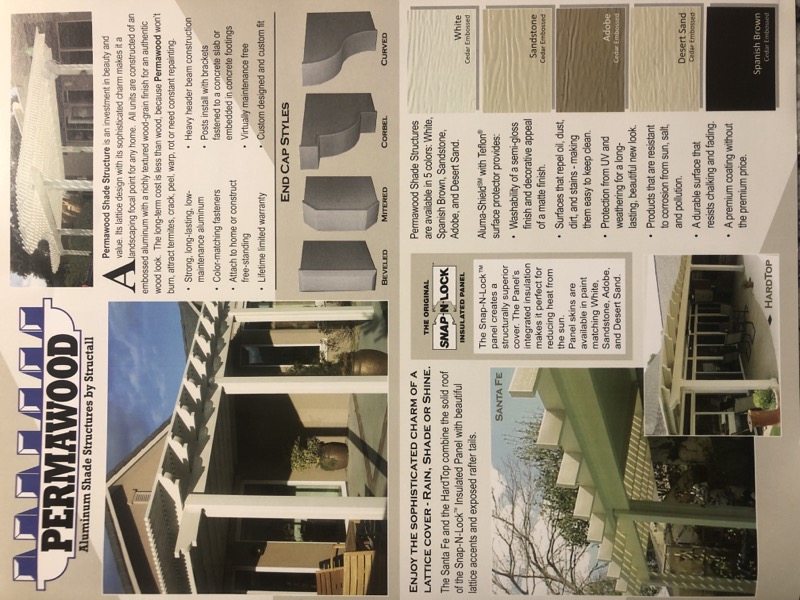 PERMAWOOD
Aluminum Shade Structures by Structall
A Permawood Shade Structure is an investment in beauty and
value. Its lattice design with its sophisticated charm makes it a
landscaping focal point for any home. All units are constructed of an
embossed aluminum with a richly textured wood-grain finish for an authentic
wood look. The long-term cost is less than wood, because Permawood won't
burn, attract termites, crack, peel, warp, rot or need constant repainting.
• Strong, long-lasting, low-
maintenance aluminum
• Color-matching fasteners
• Attach to home or construct
free-standing
• Lifetime limited warranty
• Heavy header beam construction
• Posts install with brackets
fastened to a concrete slab or
embedded in concrete footings
• Virtually maintenance free
• Custom designed and custom fit
END CAP STYLES
BEVELED
MITERED
CORBEL
CURVED
ENJOY THE SOPHISTICATED CHARM OF A
LATTICE COVER - RAIN, SHADE OR SHINE.
The Santa Fe and the HardTop combine the solid roof
of the Snap-N-Lock™ Insulated Panel with beautiful
lattice accents and exposed rafter tails.
SANTA FE
HARDTOP
THE ORIGINAL
SNAP-N-LOCK
INSULATED PANEL
The Snap-N-Lock™
panel creates a
structurally superior
cover. The Panel's
integrated insulation
makes it perfect for
reducing heat from
the sun.
Panel skins are
available in paint
matching White,
Sandstone, Adobe,
and Desert Sand.
Permawood Shade Structures
are available in 5 colors: White,
Spanish Brown, Sandstone,
Adobe, and Desert Sand.
Aluma-Shield℠ with Teflon®
surface protector provides:
• Washability of a semi-gloss
finish and decorative appeal
of a matte finish.
• Surfaces that repel oil, dust,
dirt, and stains - making
them easy to keep clean.
• Protection from UV and
weathering for a long-
lasting, beautiful new look.
• Products that are resistant
to corrosion from sun, salt,
and pollution.
• A durable surface that
resists chalking and fading.
• A premium coating without
the premium price.
White
Cedar Embossed
Sandstone
Cedar Embossed
Adobe
Cedar Embossed
Desert Sand
Cedar Embossed
Spanish Brown
Cedar Embossed